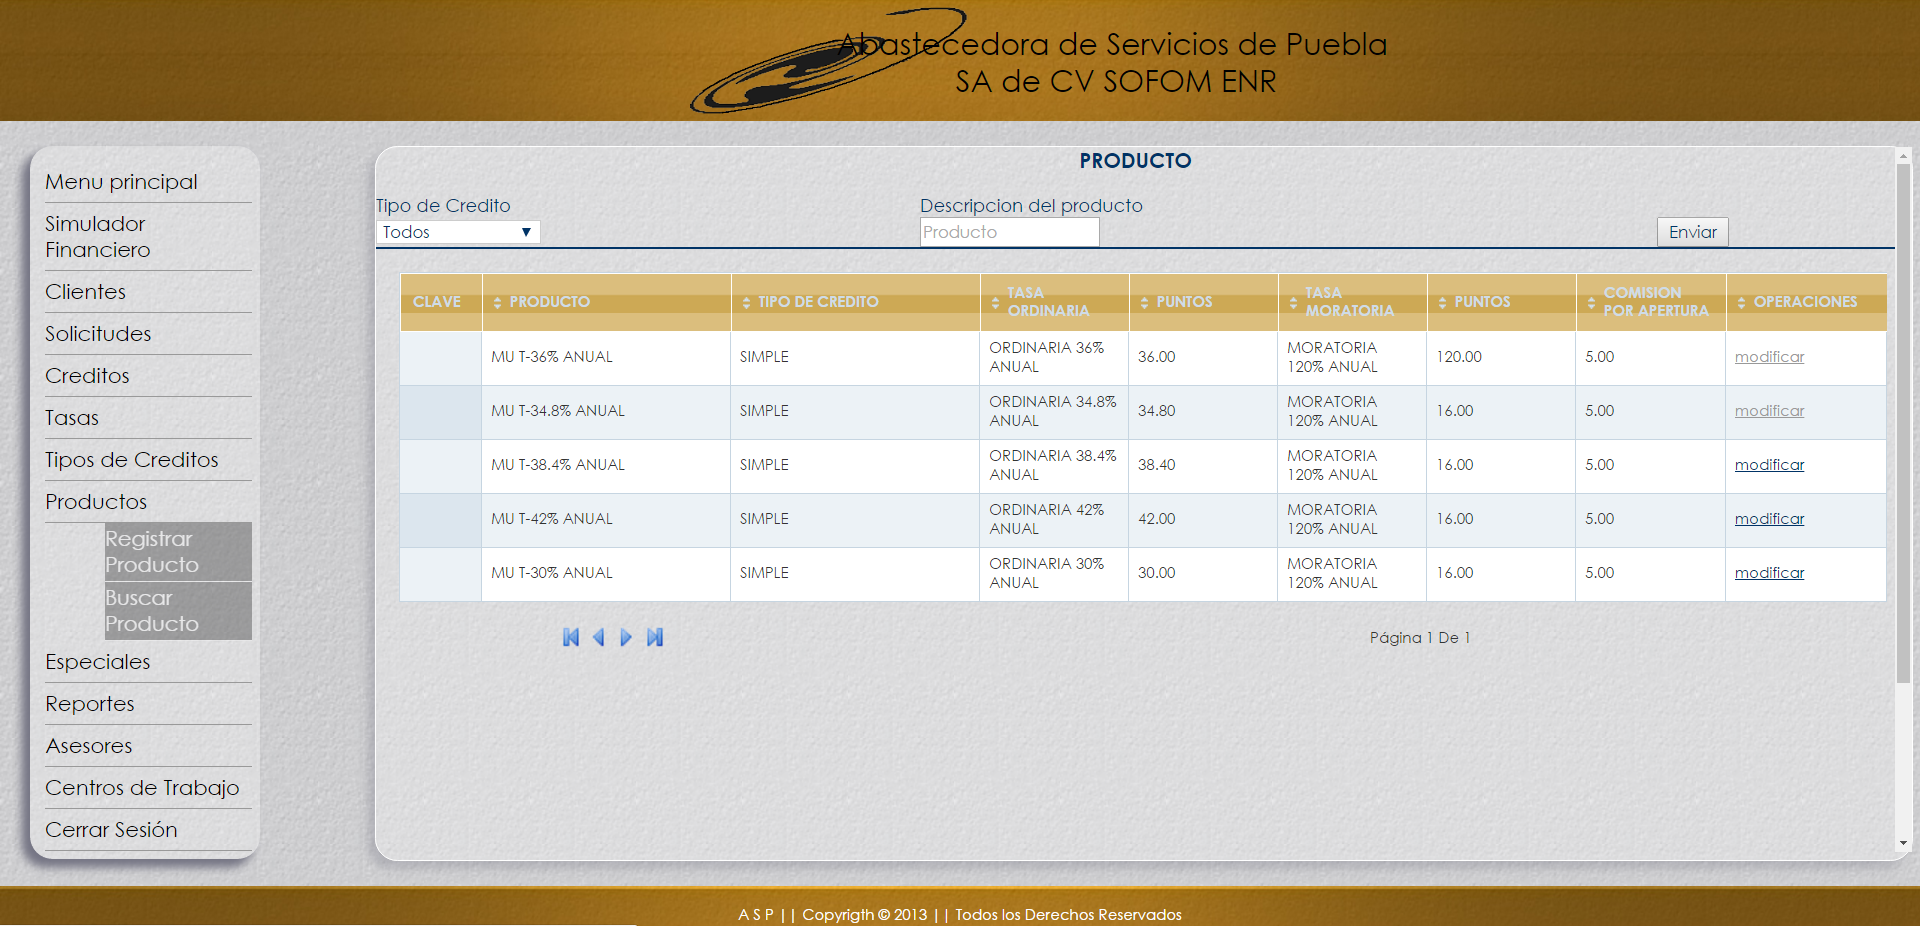 Abastecedora de Servicios de Puebla
SA de CV SOFOM ENR
Menu principal
Simulador
Financiero
Clientes
Solicitudes
Creditos
Tasas
Tipos de Creditos
Productos
Registrar
Producto
Buscar
Producto
Especiales
Reportes
Asesores
Centros de Trabajo
Cerrar Sesión
PRODUCTO
Tipo de Credito Descripcion del producto
Todos Producto Enviar
CLAVE PRODUCTO TIPO DE CREDITO TASA ORDINARIA PUNTOS TASA MORATORIA PUNTOS COMISION POR APERTURA OPERACIONES
MU T-36% ANUAL SIMPLE ORDINARIA 36% ANUAL 36.00 MORATORIA 120% ANUAL 120.00 5.00 modificar
MU T-34.8% ANUAL SIMPLE ORDINARIA 34.8% ANUAL 34.80 MORATORIA 120% ANUAL 16.00 5.00 modificar
MU T-38.4% ANUAL SIMPLE ORDINARIA 38.4% ANUAL 38.40 MORATORIA 120% ANUAL 16.00 5.00 modificar
MU T-42% ANUAL SIMPLE ORDINARIA 42% ANUAL 42.00 MORATORIA 120% ANUAL 16.00 5.00 modificar
MU T-30% ANUAL SIMPLE ORDINARIA 30% ANUAL 30.00 MORATORIA 120% ANUAL 16.00 5.00 modificar
Página 1 De 1
A S P || Copyrigth © 2013 || Todos los Derechos Reservados